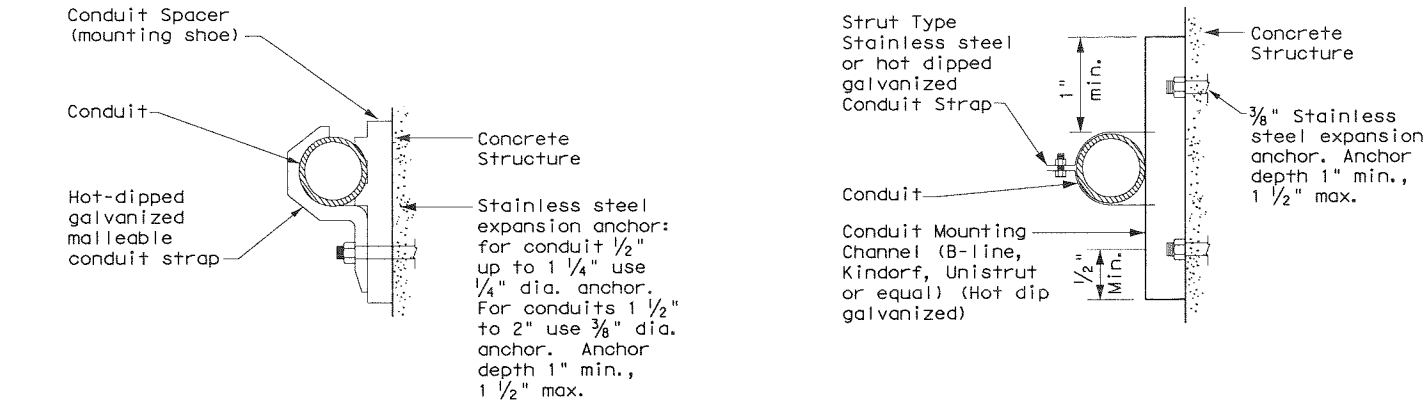 Conduit Spacer
(mounting shoe)
Conduit
Hot-dipped
galvanized
malleable
conduit strap
Concrete
Structure
Stainless steel
expansion anchor:
for conduit 1/2"
up to 1 1/4" use
1/4" dia. anchor.
For conduits 1 1/2"
to 2" use 3/8" dia.
anchor. Anchor
depth 1" min.,
1 1/2" max.
Strut Type
Stainless steel
or hot dipped
galvanized
Conduit Strap
1"
min.
Conduit
Conduit Mounting
Channel (B-line,
Kindorf, Unistrut
or equal) (Hot dip
galvanized)
1/2"
Min.
Concrete
Structure
3/8" Stainless
steel expansion
anchor. Anchor
depth 1" min.,
1 1/2" max.